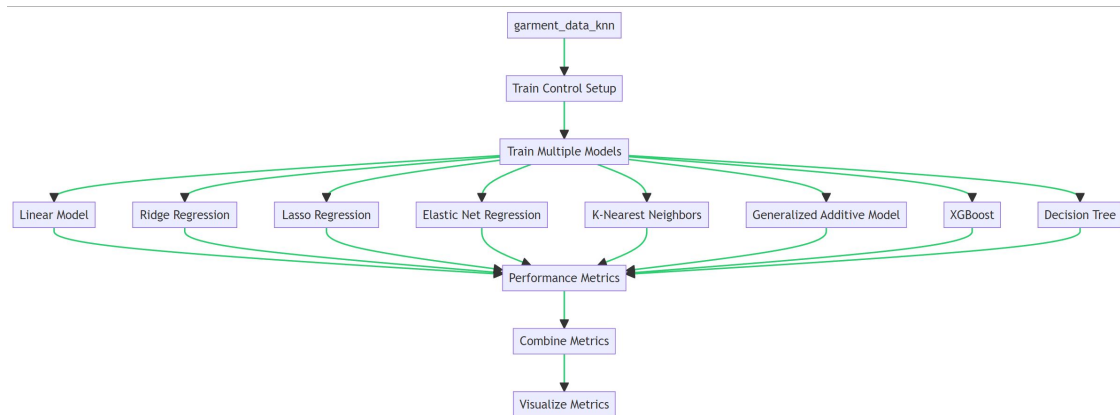 garment_data_knn
Train Control Setup
Train Multiple Models
Linear Model
Ridge Regression
Lasso Regression
Elastic Net Regression
K-Nearest Neighbors
Generalized Additive Model
XGBoost
Decision Tree
Performance Metrics
Combine Metrics
Visualize Metrics